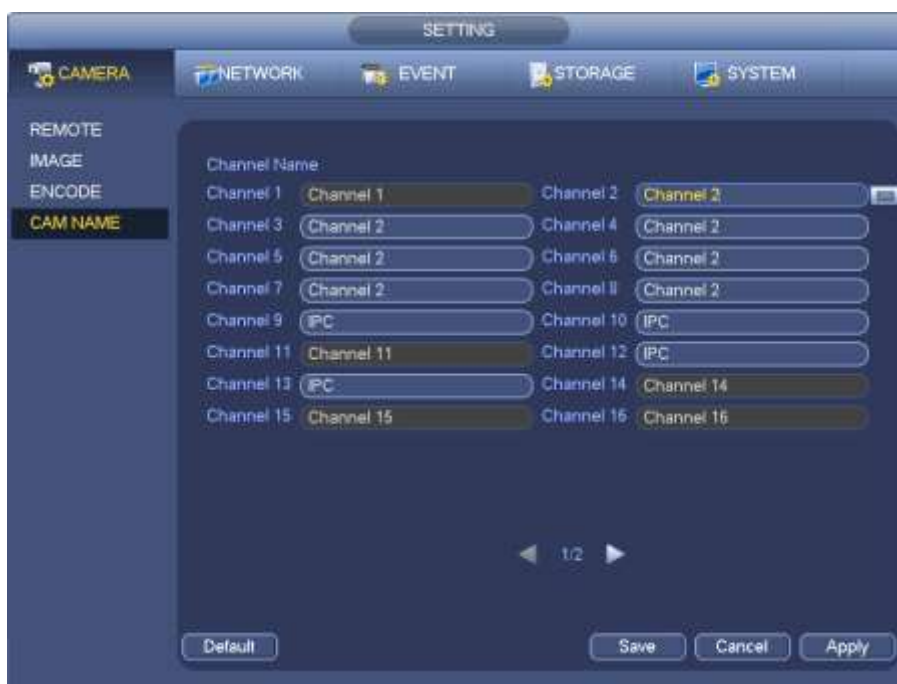 SETTING
CAMERA NETWORK EVENT STORAGE SYSTEM
REMOTE
IMAGE
ENCODE
CAM NAME
Channel Name
Channel 1 Channel 1 Channel 2 Channel 2
Channel 3 Channel 2 Channel 4 Channel 2
Channel 5 Channel 2 Channel 6 Channel 2
Channel 7 Channel 2 Channel 8 Channel 2
Channel 9 IPC Channel 10 IPC
Channel 11 Channel 11 Channel 12 IPC
Channel 13 IPC Channel 14 Channel 14
Channel 15 Channel 15 Channel 16 Channel 16
1/2
Default Save Cancel Apply